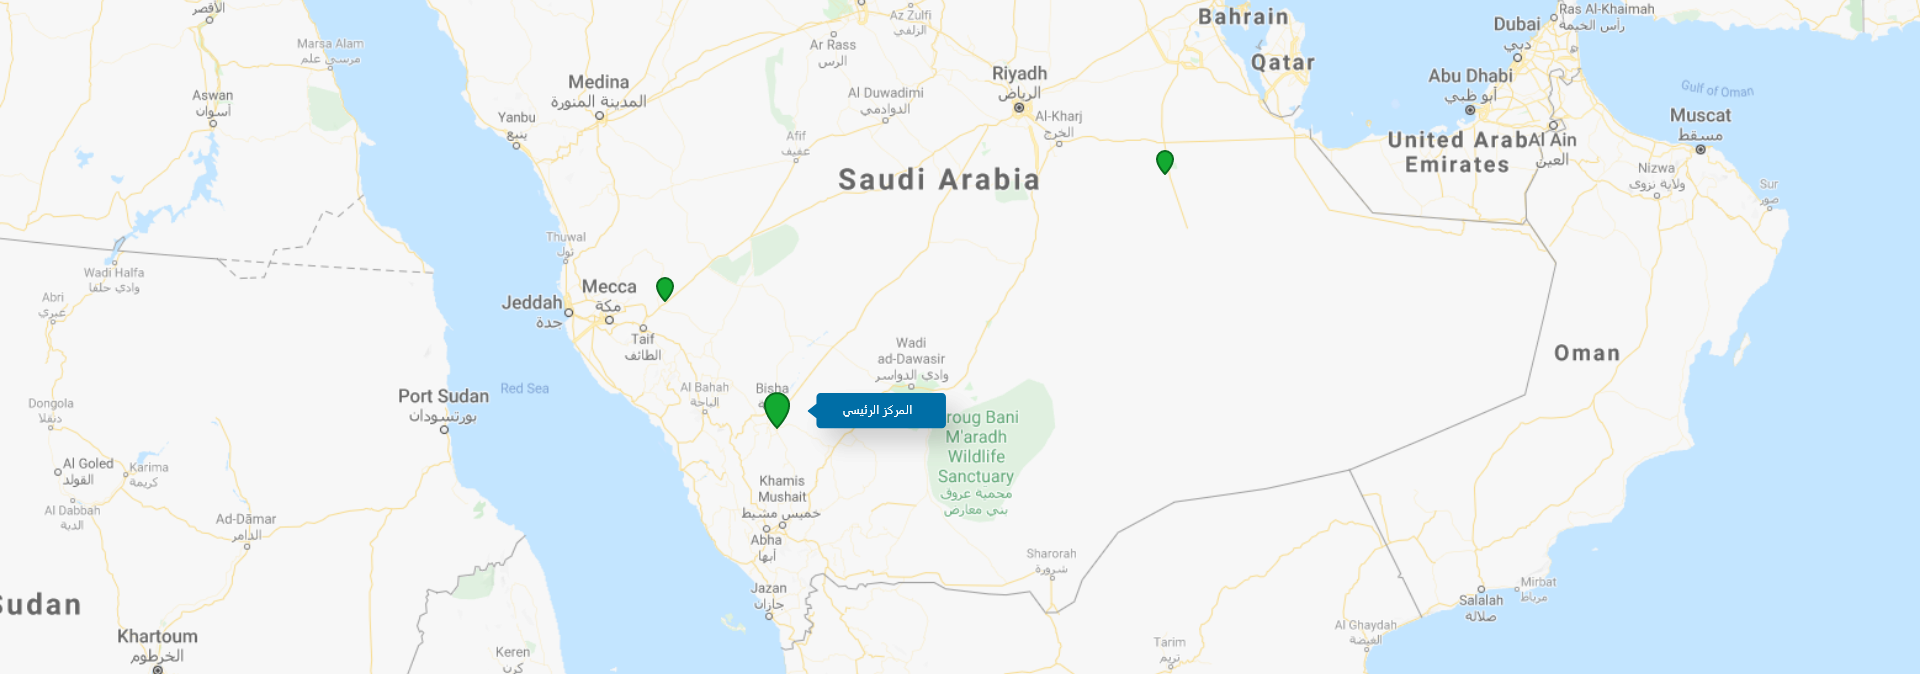 الأقصر
Marsa Alam
مرسى علم
Aswan
أسوان
Medina
المدينة المنورة
Yanbu
ينبع
Az Zulfi
الزلفي
Ar Rass
الرس
Al Duwadimi
الدوادمي
Afif
عفيف
Riyadh
الرياض
Al-Kharj
الخرج
Saudi Arabia
Bahrain
Qatar
Dubai
دبي
Ras Al-Khaimah
رأس الخيمة
Abu Dhabi
أبو ظبي
United Arab
Emirates
Al Ain
العين
Gulf of Oman
Muscat
مسقط
Nizwa
ولاية نزوى
Sur
صور
Thuwal
ثول
Wadi Halfa
وادي حلفا
Abri
عبري
Mecca
مكة
Jeddah
جدة
Taif
الطائف
Wadi
ad-Dawasir
وادي الدواسر
Oman
Red Sea
Port Sudan
بورتسودان
Al Bahah
الباحة
Bisha
المركز الرئيسي
Dongola
دنقلا
roug Bani
M'aradh
Wildlife
Sanctuary
محمية عروق
بني معارض
Al Goled
القولد
Karima
كريمة
Khamis
Mushait
خميس مشيط
Al Dabbah
الدبة
Ad-Dāmar
الدامر
Abha
أبها
Sharorah
شرورة
Jazan
جازان
Salalah
صلالة
Mirbat
مرباط
Sudan
Khartoum
الخرطوم
Keren
كرن
Tarim
تريم
Al Ghaydah
الغيضة